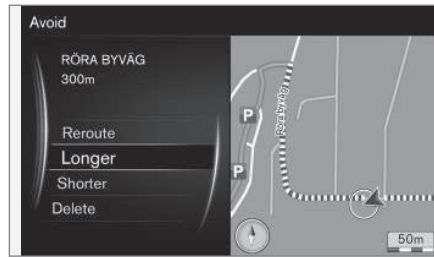 Avoid
RÖRA BYVÄG
300m
Reroute
Longer
Shorter
Delete
P
Röra byväg
P
50m